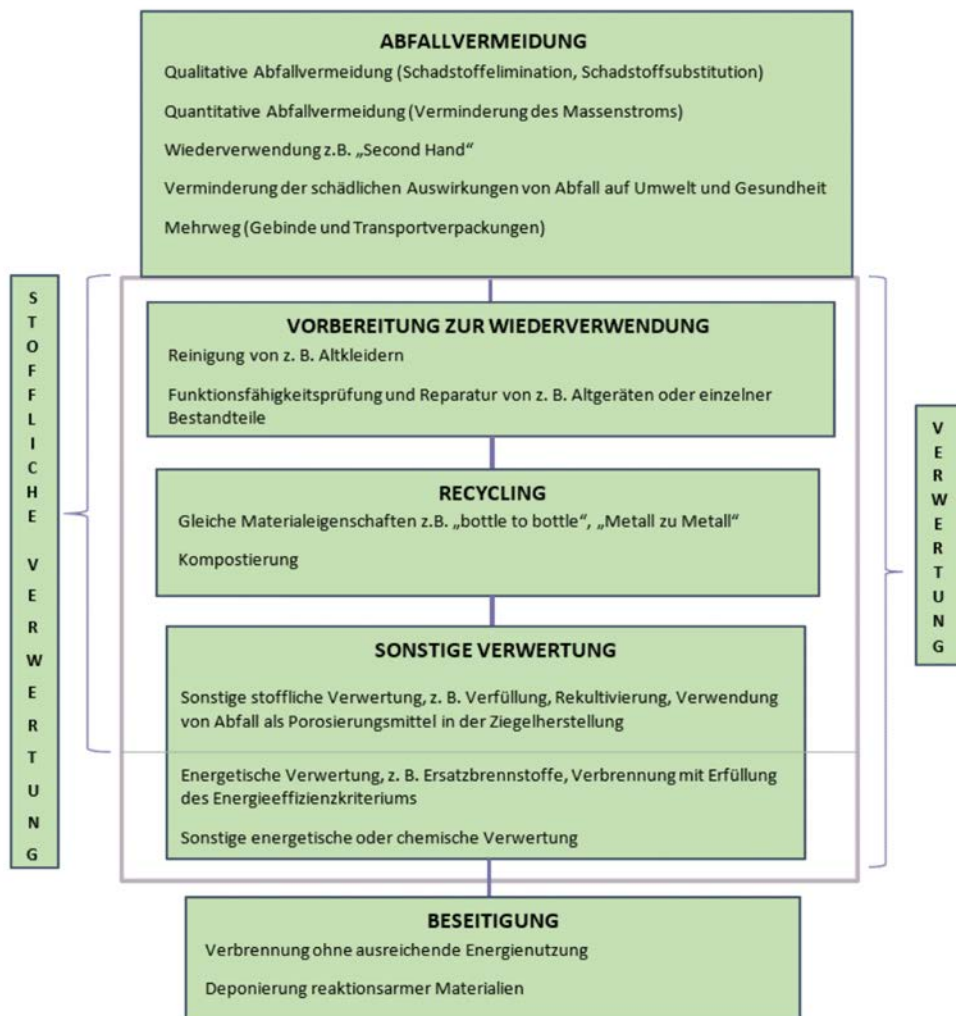 ABFALLVERMEIDUNG
Qualitative Abfallvermeidung (Schadstoffelimination, Schadstoffsubstitution)
Quantitative Abfallvermeidung (Verminderung des Massenstroms)
Wiederverwendung z.B. „Second Hand“
Verminderung der schädlichen Auswirkungen von Abfall auf Umwelt und Gesundheit
Mehrweg (Gebinde und Transportverpackungen)
STOFFLICHE VERWERTUNG
VORBEREITUNG ZUR WIEDERVERWENDUNG
Reinigung von z. B. Altkleidern
Funktionsfähigkeitsprüfung und Reparatur von z. B. Altgeräten oder einzelner
Bestandteile
RECYCLING
Gleiche Materialeigenschaften z.B. „bottle to bottle“, „Metall zu Metall“
Kompostierung
SONSTIGE VERWERTUNG
Sonstige stoffliche Verwertung, z. B. Verfüllung, Rekultivierung, Verwendung
von Abfall als Porosierungsmittel in der Ziegelherstellung
Energetische Verwertung, z. B. Ersatzbrennstoffe, Verbrennung mit Erfüllung
des Energieeffizienzkriteriums
Sonstige energetische oder chemische Verwertung
VERWERTUNG
BESEITIGUNG
Verbrennung ohne ausreichende Energienutzung
Deponierung reaktionsarmer Materialien